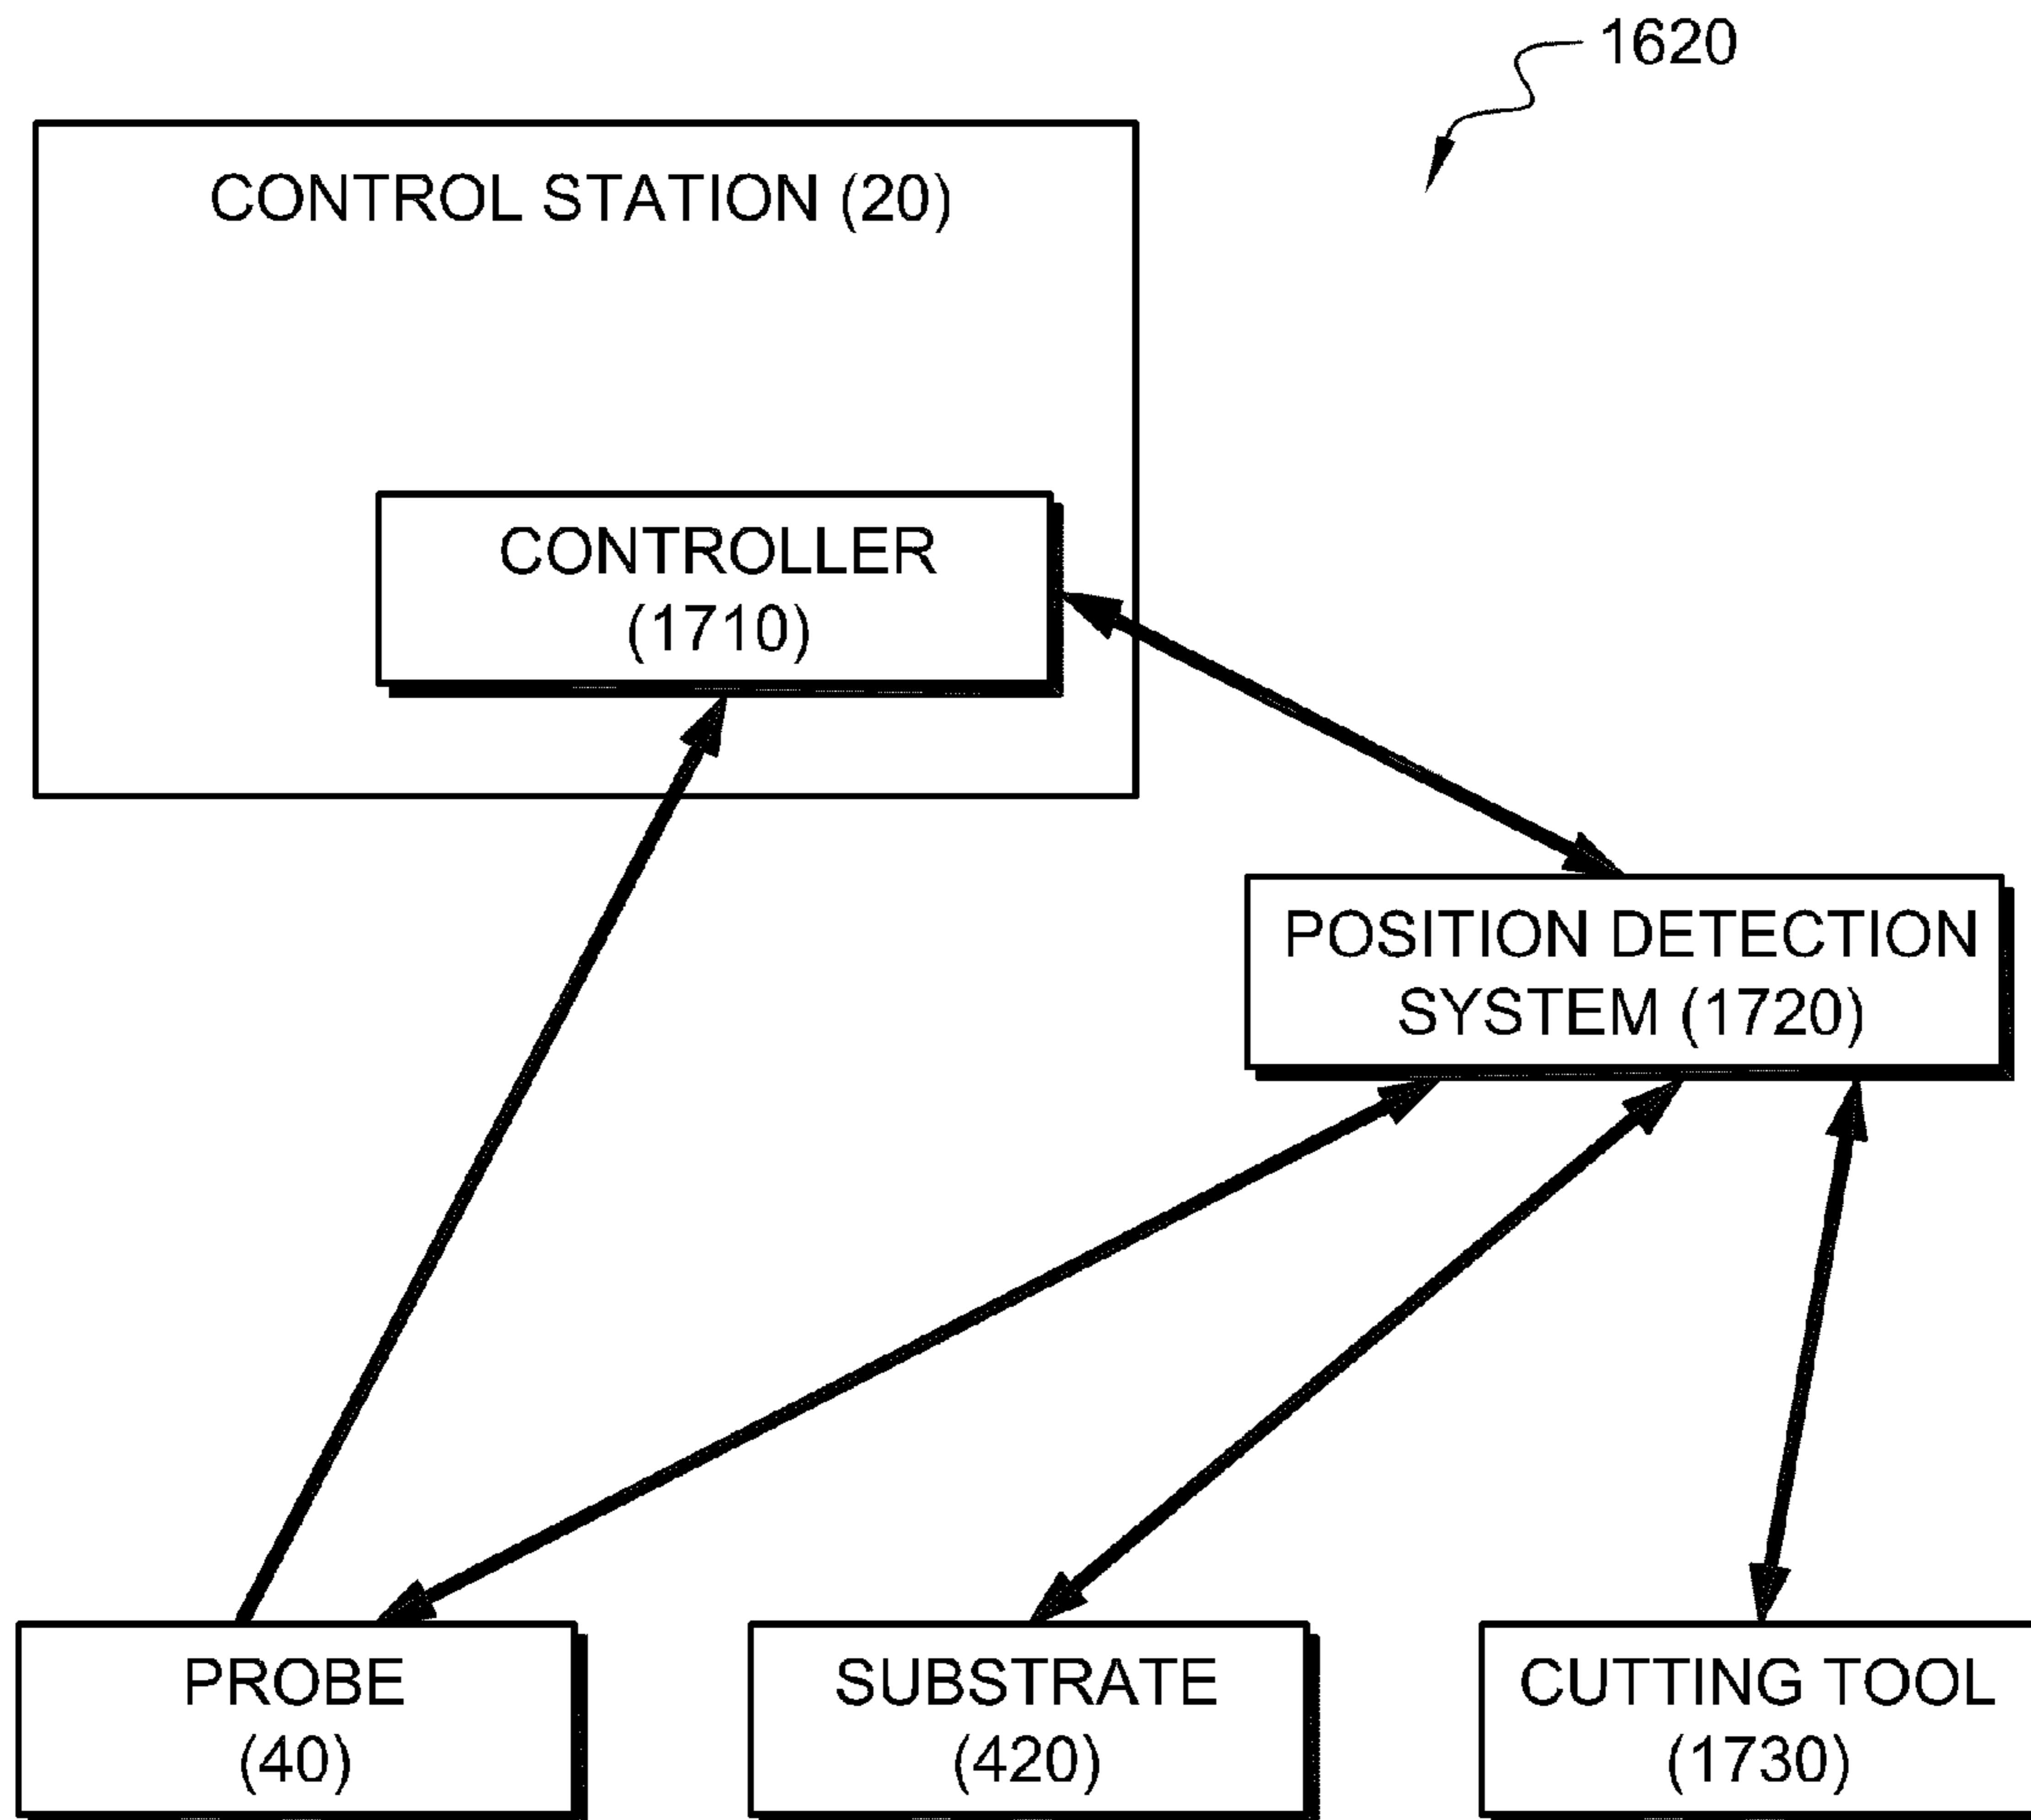 1620
CONTROL STATION (20)
CONTROLLER
(1710)
POSITION DETECTION
SYSTEM (1720)
PROBE
(40)
SUBSTRATE
(420)
CUTTING TOOL
(1730)